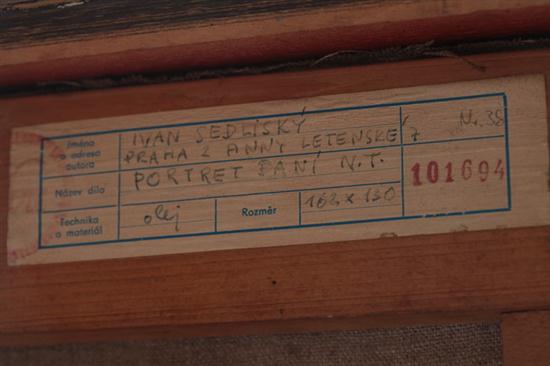 Jméno a adresa autora
IVAN SEDLISKÝ
PRAHA 2 ANNY LETENSKÉ 7
Název díla
PORTRET PANÍ N.T.
101694
Technika a materiál
olej
Rozměr
162 x 130